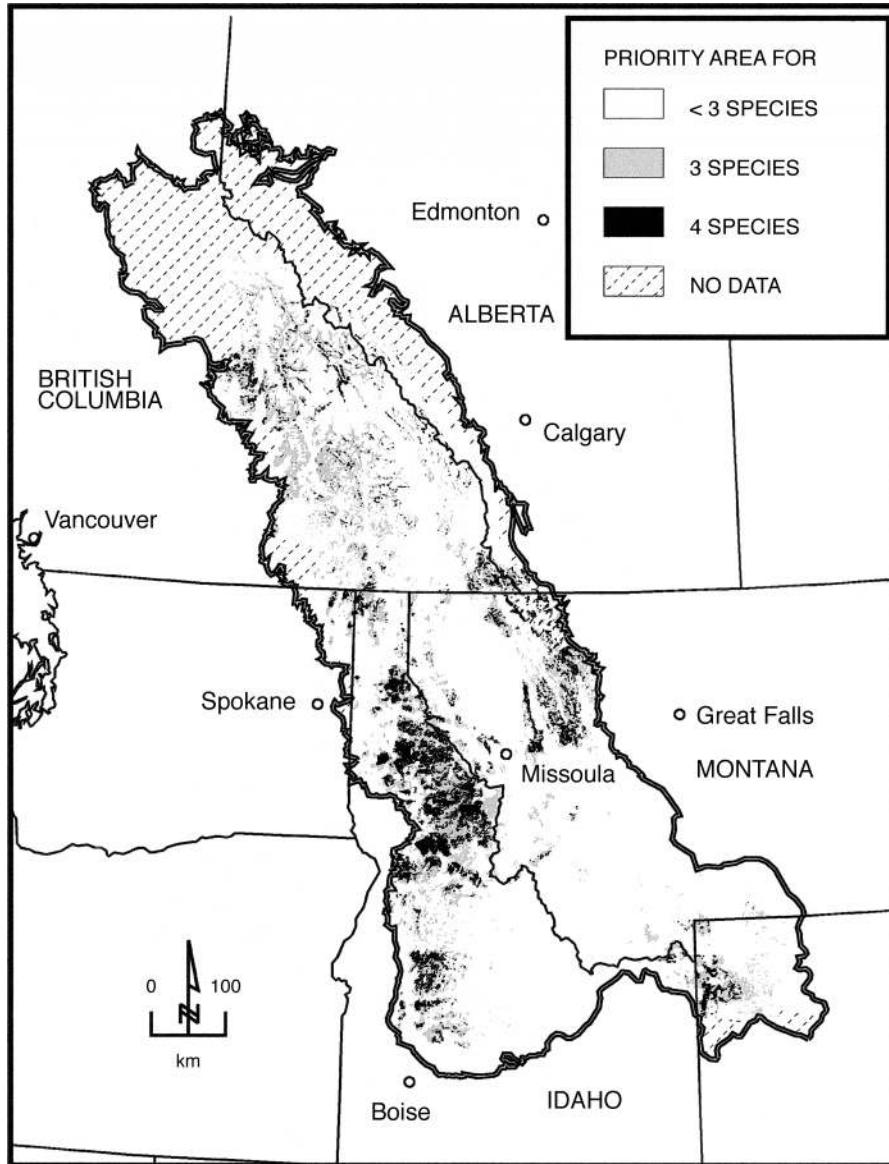 PRIORITY AREA FOR
< 3 SPECIES
3 SPECIES
4 SPECIES
NO DATA
Edmonton
ALBERTA
BRITISH
COLUMBIA
Calgary
Vancouver
Spokane
Great Falls
Missoula
MONTANA
N
0 100
km
Boise
IDAHO